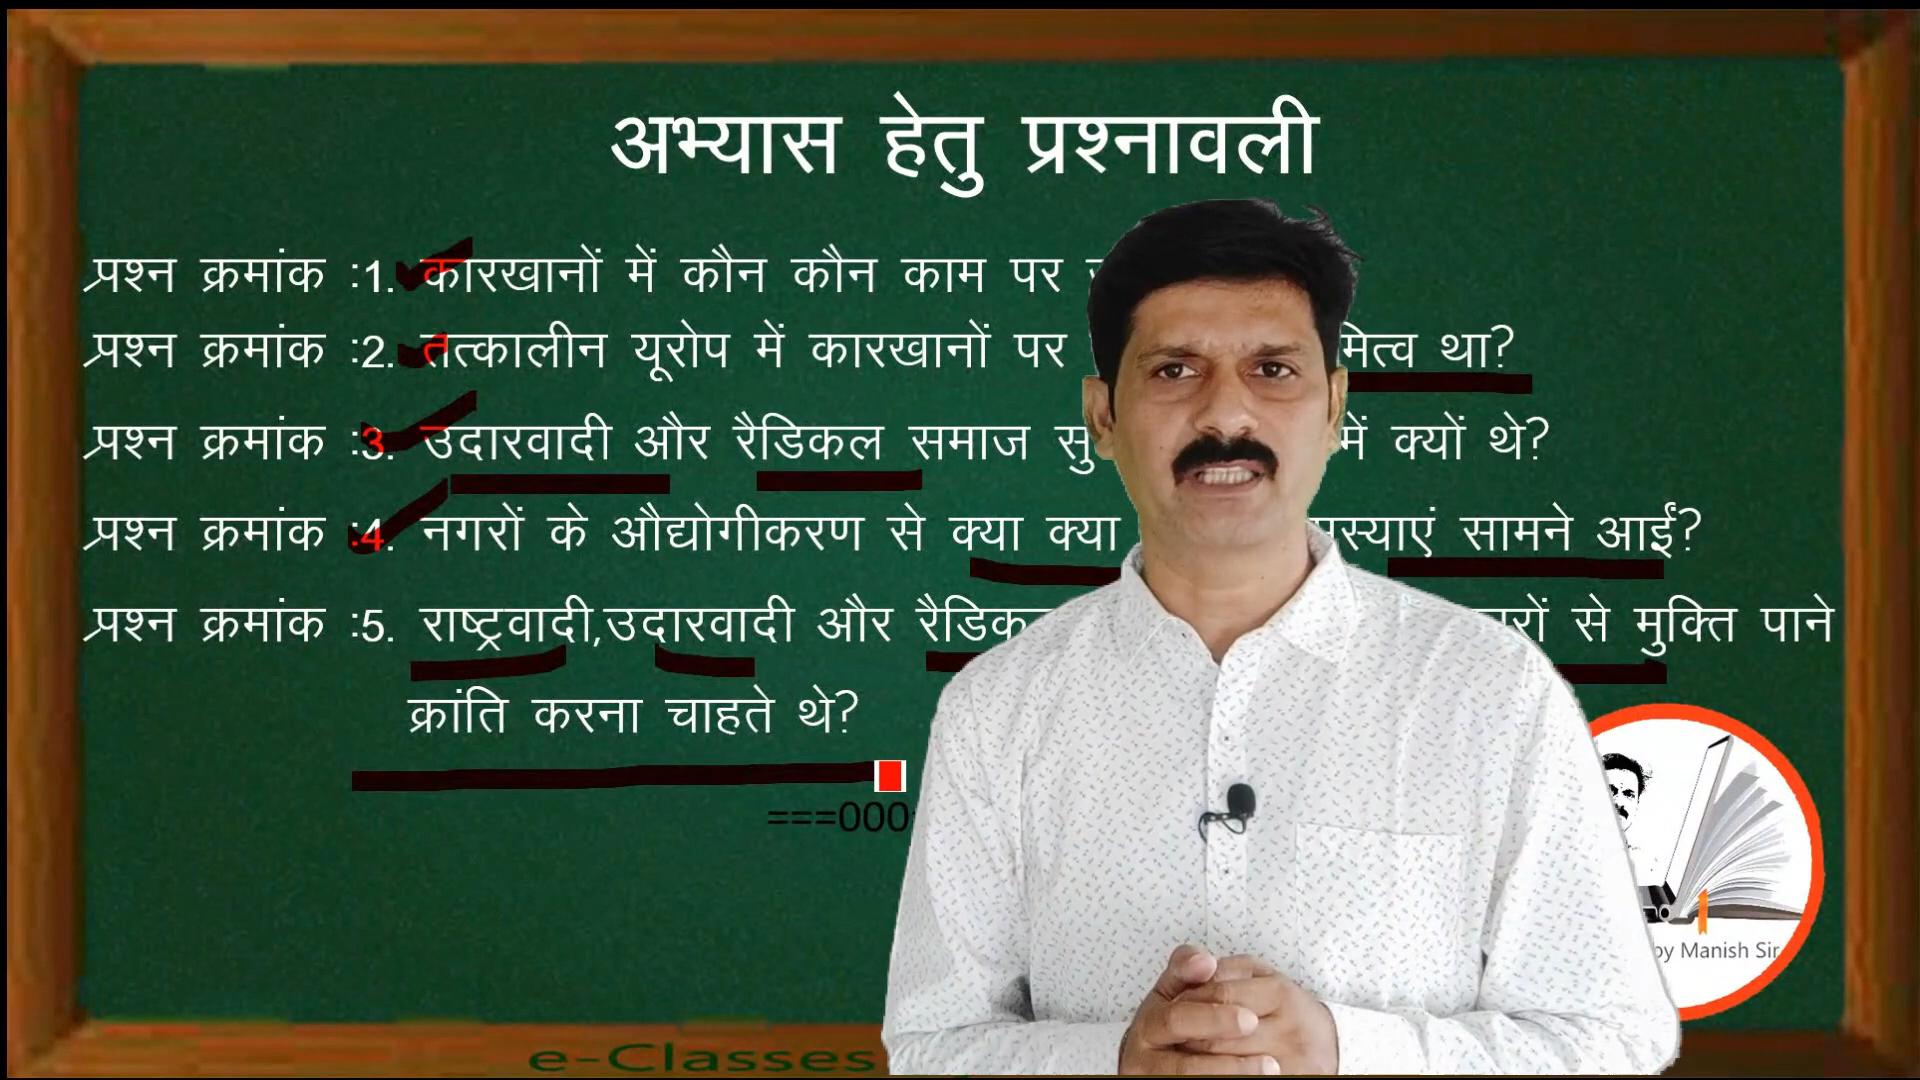 अभ्यास हेतु प्रश्नावली
प्रश्न क्रमांक :1. कारखानों में कौन कौन काम पर
प्रश्न क्रमांक :2. तत्कालीन यूरोप में कारखानों पर था?
प्रश्न क्रमांक :3. उदारवादी और रैडिकल समाज में क्यों थे?
प्रश्न क्रमांक :4. नगरों के औद्योगीकरण से क्या क्या सामने आईं?
प्रश्न क्रमांक :5. राष्ट्रवादी,उदारवादी और से मुक्ति पाने
क्रांति करना चाहते थे?
===000
by Manish Sir
e-Classes